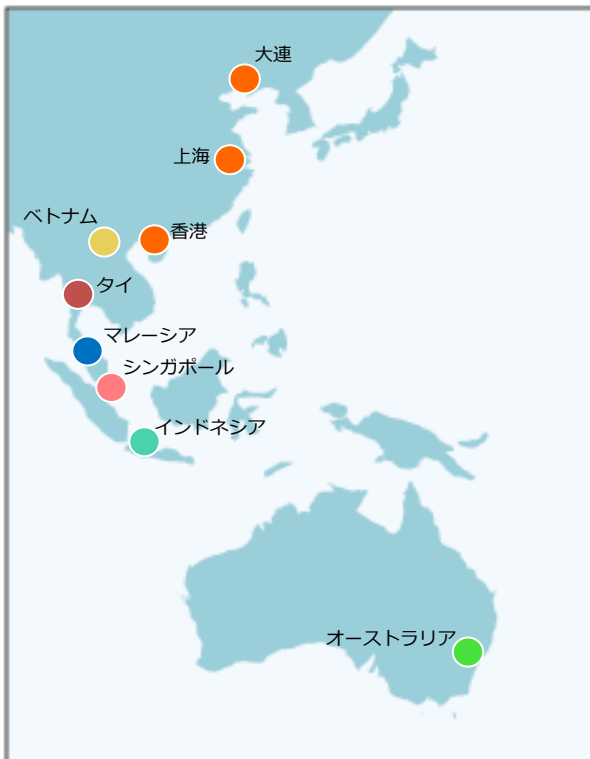 大連
上海
ベトナム
香港
タイ
マレーシア
シンガポール
インドネシア
オーストラリア